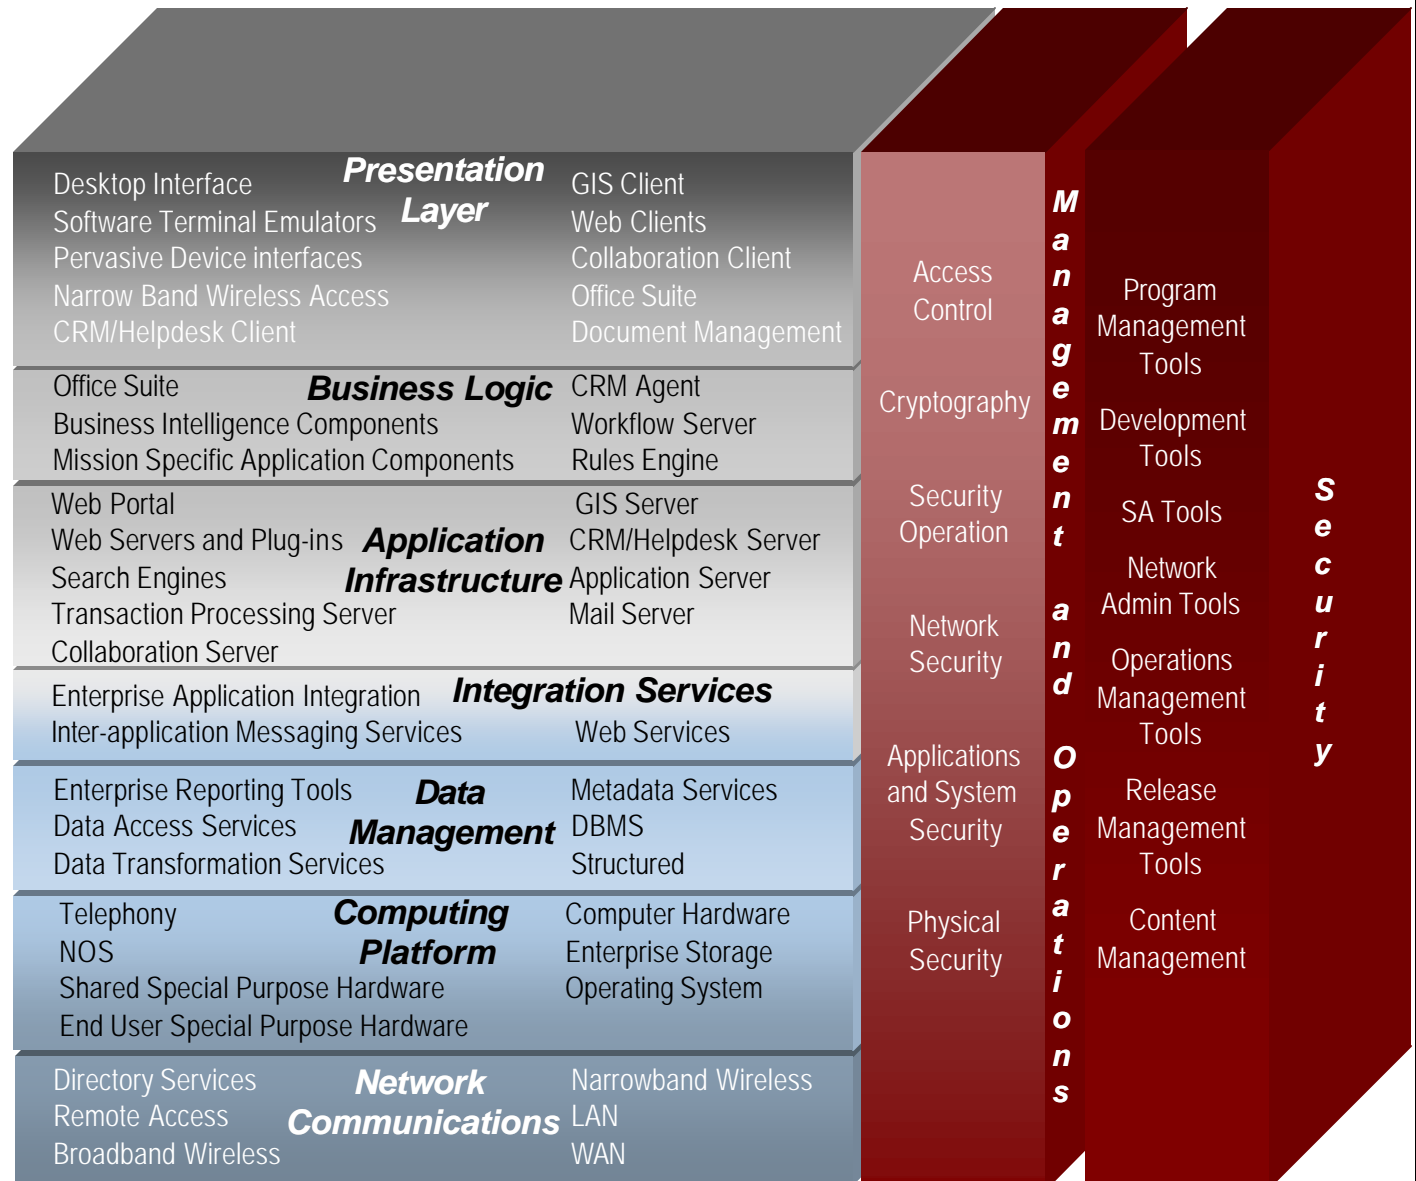 Presentation
Layer
Desktop Interface
Software Terminal Emulators
Pervasive Device interfaces
Narrow Band Wireless Access
CRM/Helpdesk Client
GIS Client
Web Clients
Collaboration Client
Office Suite
Document Management
Business Logic
Office Suite
Business Intelligence Components
Mission Specific Application Components
CRM Agent
Workflow Server
Rules Engine
Application
Infrastructure
Web Portal
Web Servers and Plug-ins
Search Engines
Transaction Processing Server
Collaboration Server
GIS Server
CRM/Helpdesk Server
Application Server
Mail Server
Integration Services
Enterprise Application Integration
Inter-application Messaging Services
Web Services
Data
Management
Enterprise Reporting Tools
Data Access Services
Data Transformation Services
Metadata Services
DBMS
Structured
Computing
Platform
Telephony
NOS
Shared Special Purpose Hardware
End User Special Purpose Hardware
Computer Hardware
Enterprise Storage
Operating System
Network
Communications
Directory Services
Remote Access
Broadband Wireless
Narrowband Wireless
LAN
WAN
Access
Control
Cryptography
Security
Operation
Network
Security
Applications
and System
Security
Physical
Security
Management and Operations
Program
Management
Tools
Development
Tools
SA Tools
Network
Admin Tools
Operations
Management
Tools
Release
Management
Tools
Content
Management
Security